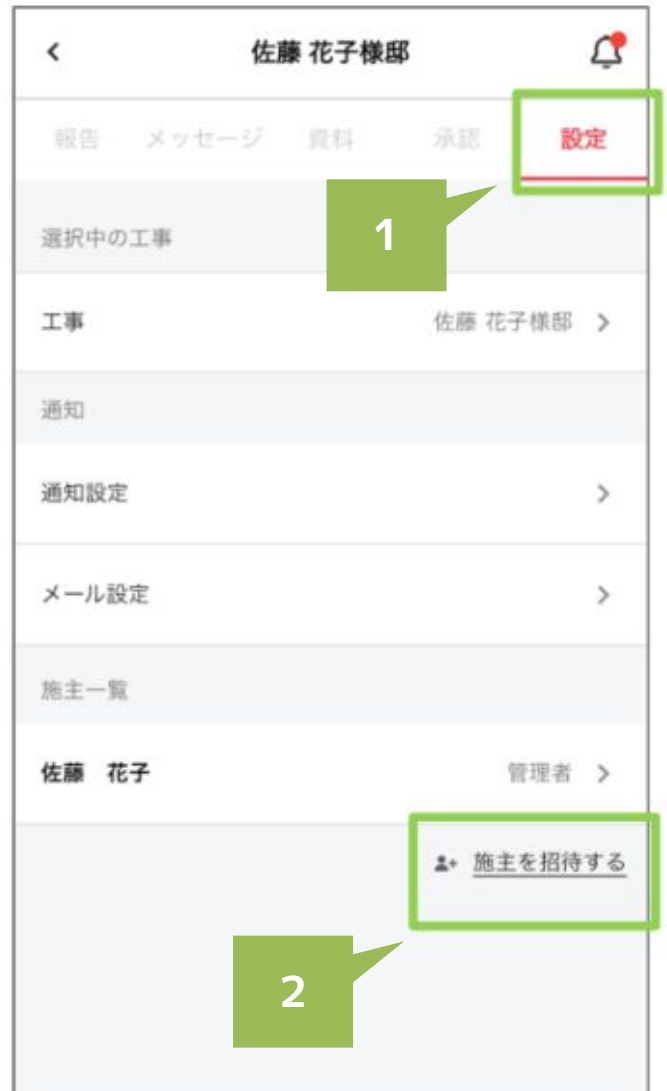 佐藤 花子様邸
報告 メッセージ 資料 承認 設定
1
選択中の工事
工事 佐藤 花子様邸
通知
通知設定
メール設定
施主一覧
佐藤 花子 管理者
施主を招待する
2